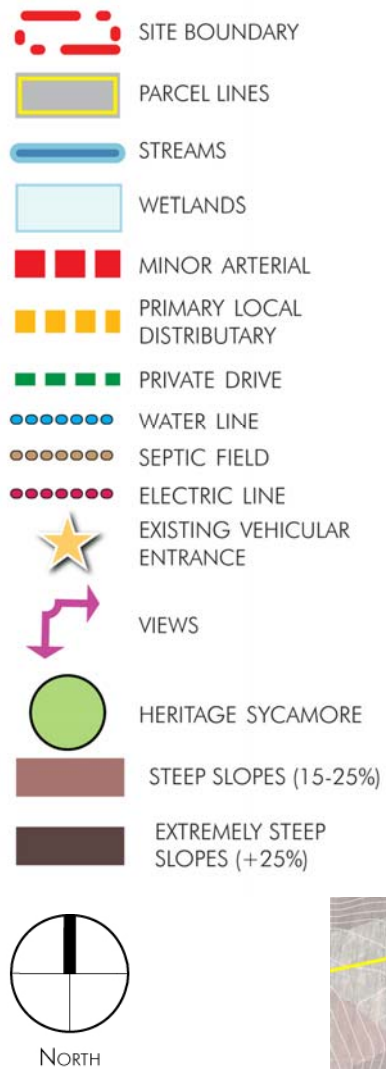 SITE BOUNDARY
PARCEL LINES
STREAMS
WETLANDS
MINOR ARTERIAL
PRIMARY LOCAL
DISTRIBUTARY
PRIVATE DRIVE
WATER LINE
SEPTIC FIELD
ELECTRIC LINE
EXISTING VEHICULAR
ENTRANCE
VIEWS
HERITAGE SYCAMORE
STEEP SLOPES (15-25%)
EXTREMELY STEEP
SLOPES (+25%)
NORTH